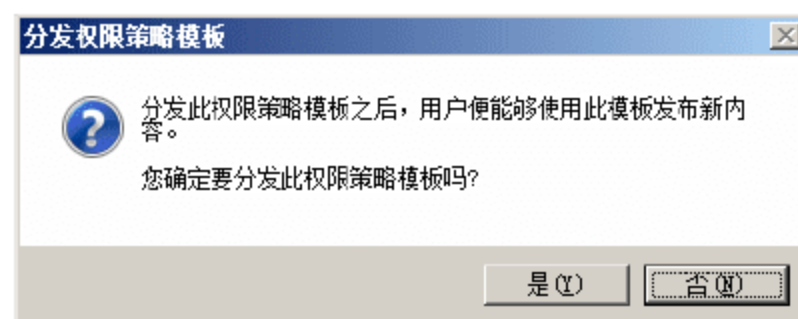 分发权限策略模板
分发此权限策略模板之后，用户便能够使用此模板发布新内
容。
您确定要分发此权限策略模板吗?
是(Y)
否(N)